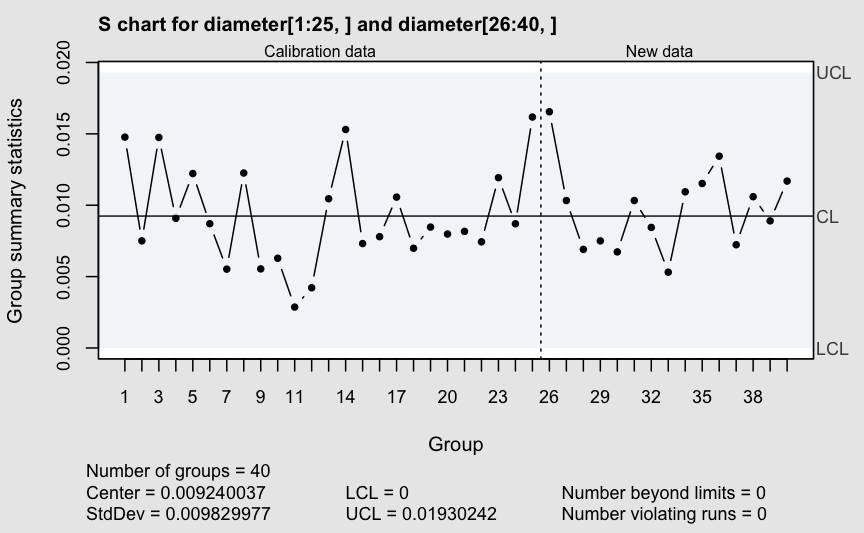 S chart for diameter[1:25, ] and diameter[26:40, ]
Calibration data New data
Group summary statistics
0.020
0.015
0.010
0.005
0.000
UCL
CL
LCL
1 3 5 7 9 11 14 17 20 23 26 29 32 35 38
Group
Number of groups = 40
Center = 0.009240037 LCL = 0 Number beyond limits = 0
StdDev = 0.009829977 UCL = 0.01930242 Number violating runs = 0